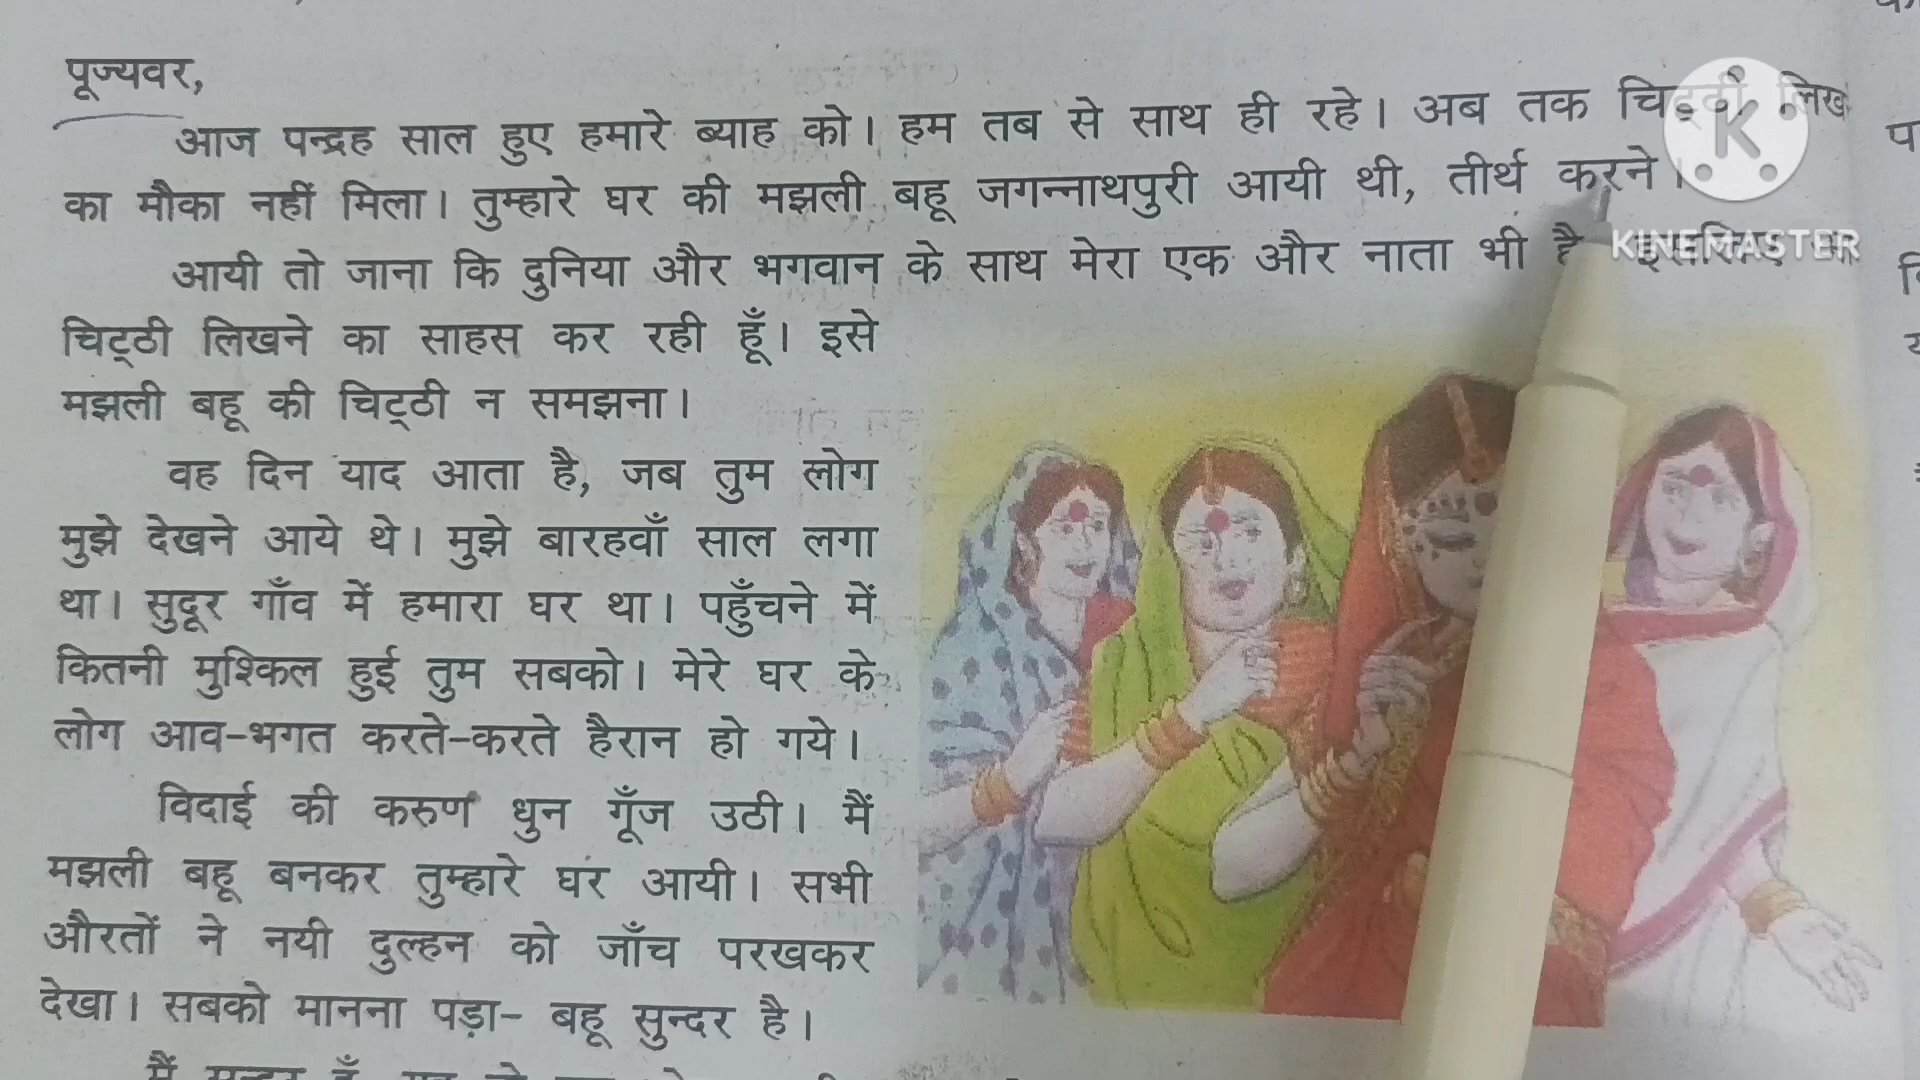 पूज्यवर,
आज पन्द्रह साल हुए हमारे ब्याह को। हम तब से साथ ही रहे। अब तक लिख
का मौका नहीं मिला। तुम्हारे घर की मझली बहू जगन्नाथपुरी आयी थी, तीर्थ करने।
आयी तो जाना कि दुनिया और भगवान के साथ मेरा एक और नाता भी है
चिट्ठी लिखने का साहस कर रही हूँ। इसे
मझली बहू की चिट्ठी न समझना।
वह दिन याद आता है, जब तुम लोग
मुझे देखने आये थे। मुझे बारहवाँ साल लगा
था। सुदूर गाँव में हमारा घर था। पहुँचने में
कितनी मुश्किल हुई तुम सबको। मेरे घर के
लोग आव-भगत करते-करते हैरान हो गये।
विदाई की करुण धुन गूँज उठी। मैं
मझली बहू बनकर तुम्हारे घर आयी। सभी
औरतों ने नयी दुल्हन को जाँच परखकर
देखा। सबको मानना पड़ा- बहू सुन्दर है।
K
KINEMASTER